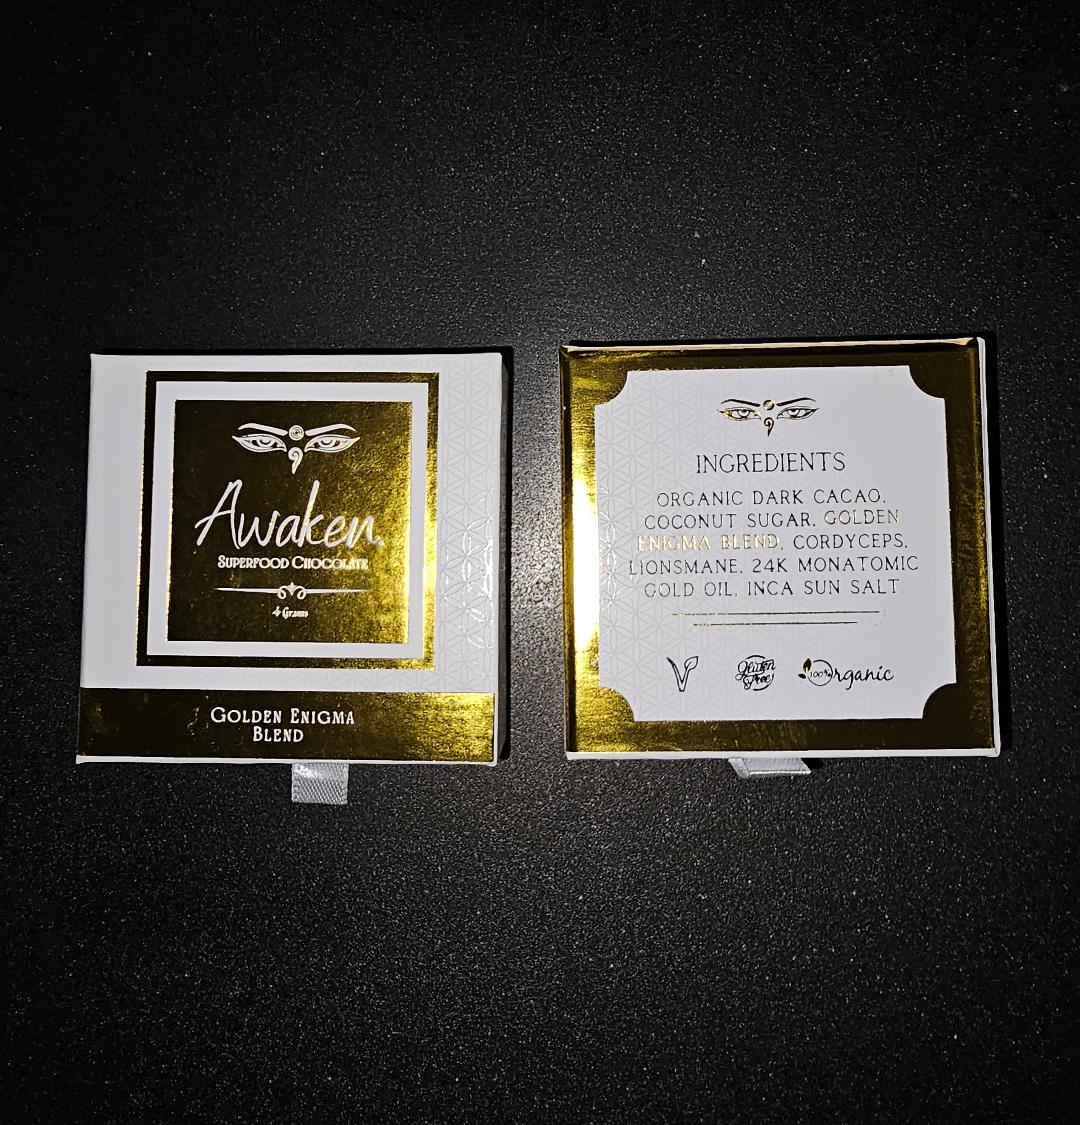 Awaken.
Superfood Chocolate
4 Grams
Golden Enigma
Blend
INGREDIENTS
ORGANIC DARK CACAO,
COCONUT SUGAR, GOLDEN
ENIGMA BLEND, CORDYCEPS,
LIONSMANE, 24K MONATOMIC
GOLD OIL, INCA SUN SALT
V
Gluten
Free
100% Organic